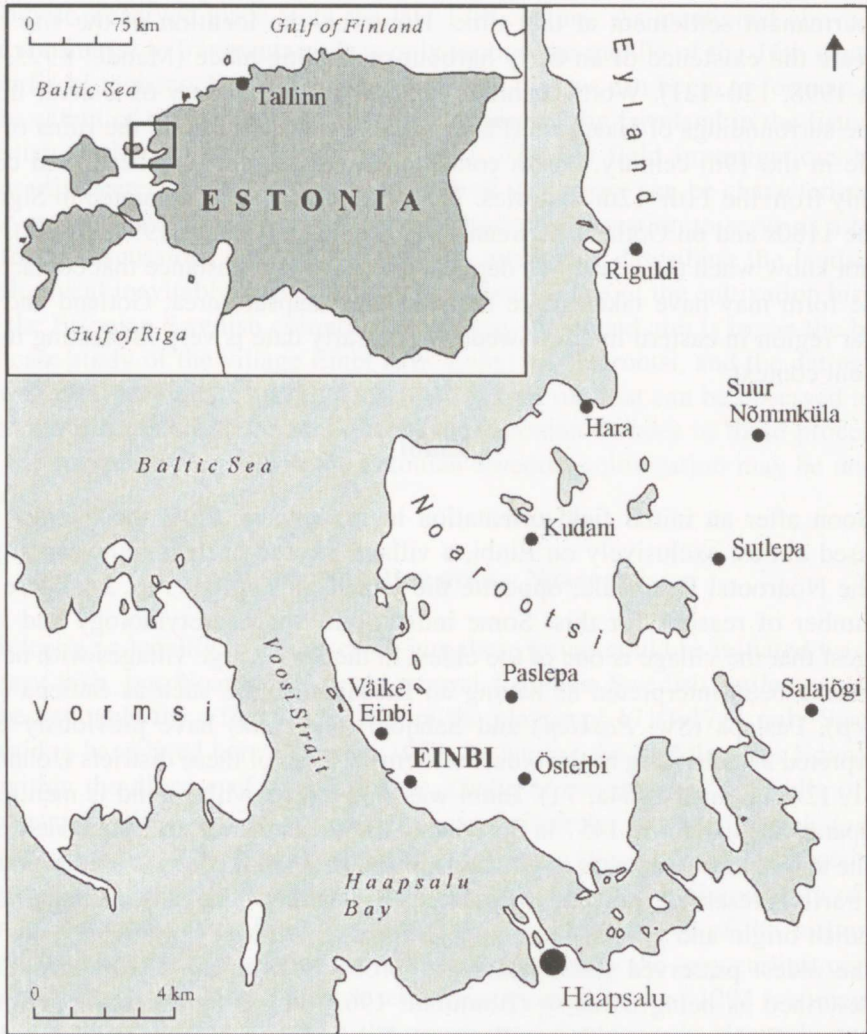 0 75 km
Gulf of Finland
Baltic Sea
Tallinn
ESTONIA
Gulf of Riga
Eyland
Riguldi
Hara
Suur
Nõmmküla
Baltic Sea
Noarootsi
Kudani
Sutlepa
Vormsi
Voosi Strait
Väike
Einbi
Paslepa
Salajõgi
EINBI
Österbi
Haapsalu
Bay
Haapsalu
0 4 km